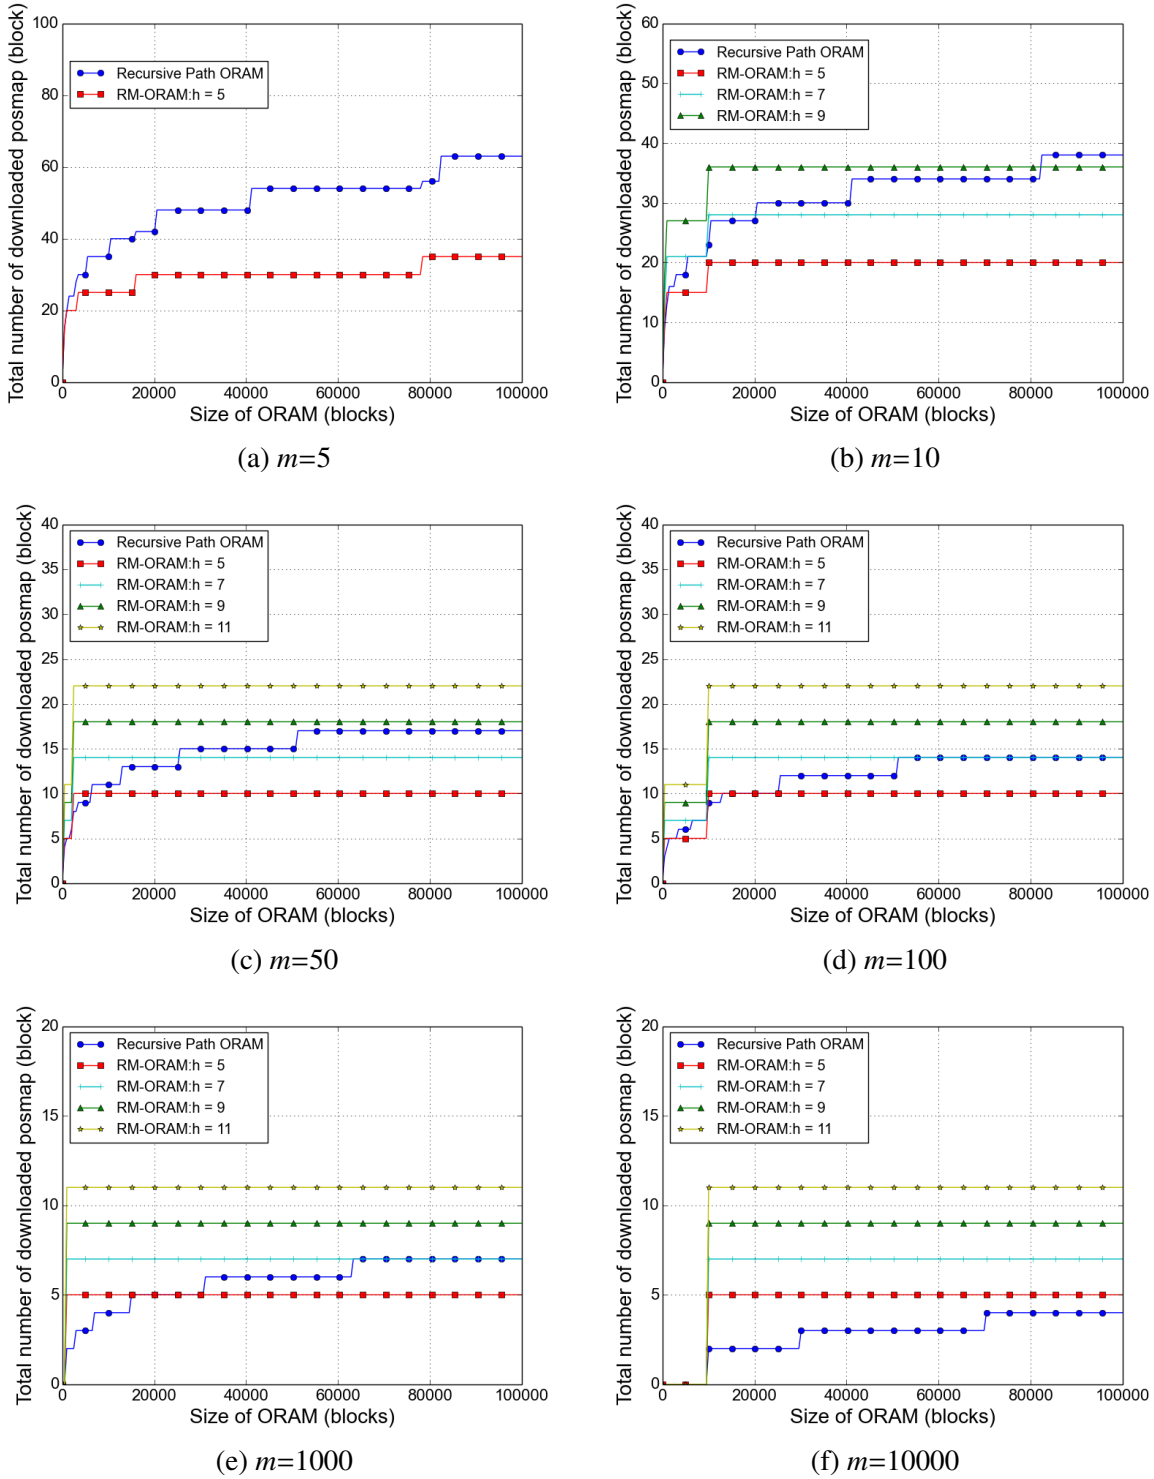 Total number of downloaded posmap (block)
100
80
60
40
20
0
Recursive Path ORAM
RM-ORAM:h = 5
0 20000 40000 60000 80000 100000
Size of ORAM (blocks)
(a) m=5
Total number of downloaded posmap (block)
60
50
40
30
20
10
0
Recursive Path ORAM
RM-ORAM:h = 5
RM-ORAM:h = 7
RM-ORAM:h = 9
0 20000 40000 60000 80000 100000
Size of ORAM (blocks)
(b) m=10
Total number of downloaded posmap (block)
40
35
30
25
20
15
10
5
0
Recursive Path ORAM
RM-ORAM:h = 5
RM-ORAM:h = 7
RM-ORAM:h = 9
RM-ORAM:h = 11
0 20000 40000 60000 80000 100000
Size of ORAM (blocks)
(c) m=50
Total number of downloaded posmap (block)
40
35
30
25
20
15
10
5
0
Recursive Path ORAM
RM-ORAM:h = 5
RM-ORAM:h = 7
RM-ORAM:h = 9
RM-ORAM:h = 11
0 20000 40000 60000 80000 100000
Size of ORAM (blocks)
(d) m=100
Total number of downloaded posmap (block)
20
15
10
5
0
Recursive Path ORAM
RM-ORAM:h = 5
RM-ORAM:h = 7
RM-ORAM:h = 9
RM-ORAM:h = 11
0 20000 40000 60000 80000 100000
Size of ORAM (blocks)
(e) m=1000
Total number of downloaded posmap (block)
20
15
10
5
0
Recursive Path ORAM
RM-ORAM:h = 5
RM-ORAM:h = 7
RM-ORAM:h = 9
RM-ORAM:h = 11
0 20000 40000 60000 80000 100000
Size of ORAM (blocks)
(f) m=10000